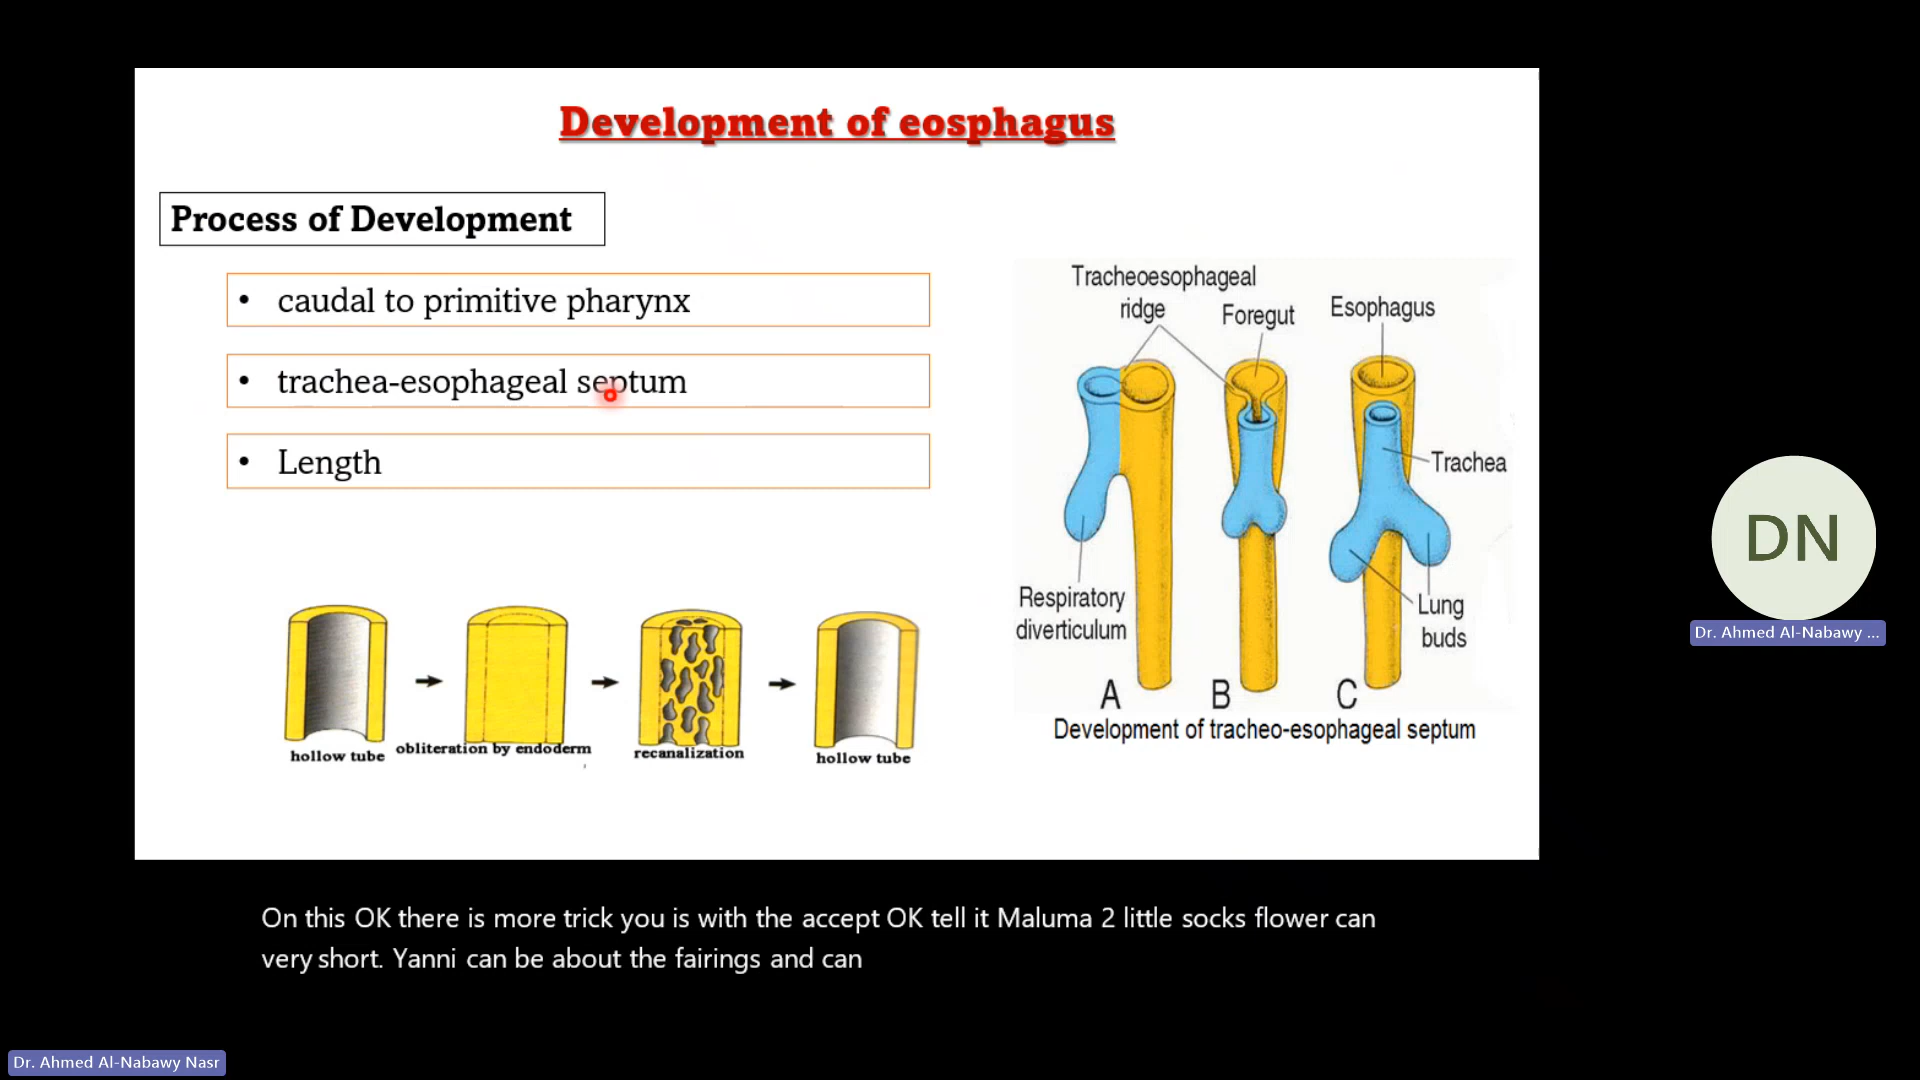 Development of eosphagus
Process of Development
• caudal to primitive pharynx
• trachea-esophageal septum
• Length
hollow tube
obliteration by endoderm
recanalization
hollow tube
Tracheoesophageal
ridge
Foregut
Esophagus
Trachea
Respiratory
diverticulum
Lung
buds
A
B
C
Development of tracheo-esophageal septum
DN
Dr. Ahmed Al-Nabawy ...
On this OK there is more trick you is with the accept OK tell it Maluma 2 little socks flower can
very short. Yanni can be about the fairings and can
Dr. Ahmed Al-Nabawy Nasr